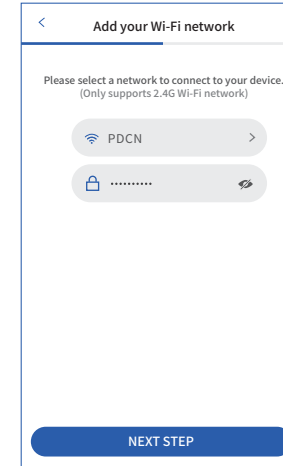 Add your Wi-Fi network
Please select a network to connect to your device.
(Only supports 2.4G Wi-Fi network)
PDCN
••••••••••
NEXT STEP